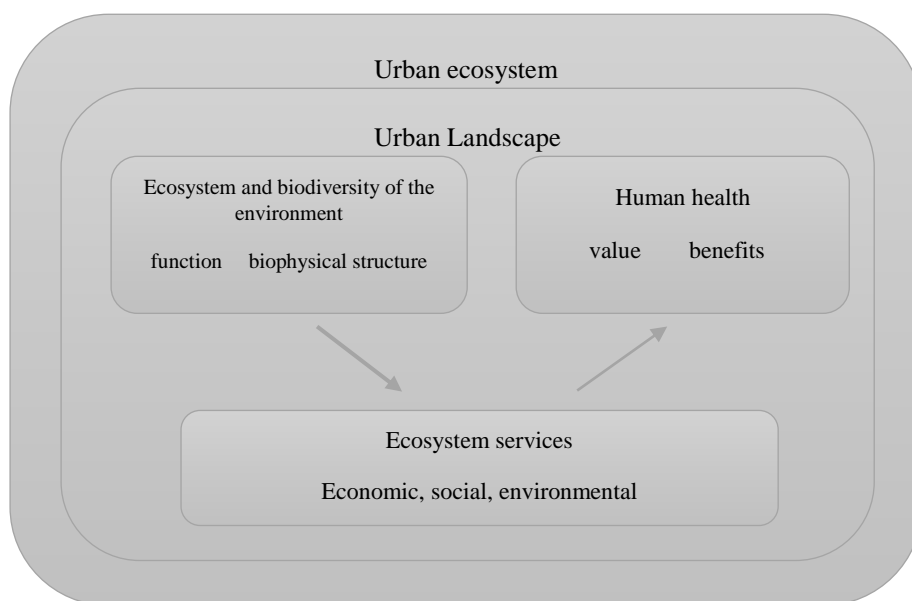 Urban ecosystem
Urban Landscape
Ecosystem and biodiversity of the
environment
function biophysical structure
Human health
value benefits
Ecosystem services
Economic, social, environmental